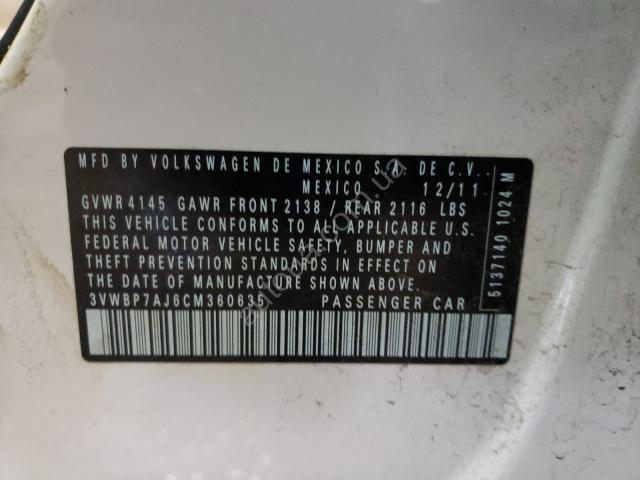 MFD BY VOLKSWAGEN DE MEXICO S.A. DE C.V.
MEXICO 12/11
GVWR 4145 GAWR FRONT 2138 REAR 2116 LBS
THIS VEHICLE CONFORMS TO ALL APPLICABLE U.S.
FEDERAL MOTOR VEHICLE SAFETY, BUMPER AND
THEFT PREVENTION STANDARDS IN EFFECT ON
THE DATE OF MANUFACTURE SHOWN ABOVE.
3VWBP7AJ6CM360635 PASSENGER CAR
5137140 1024 M